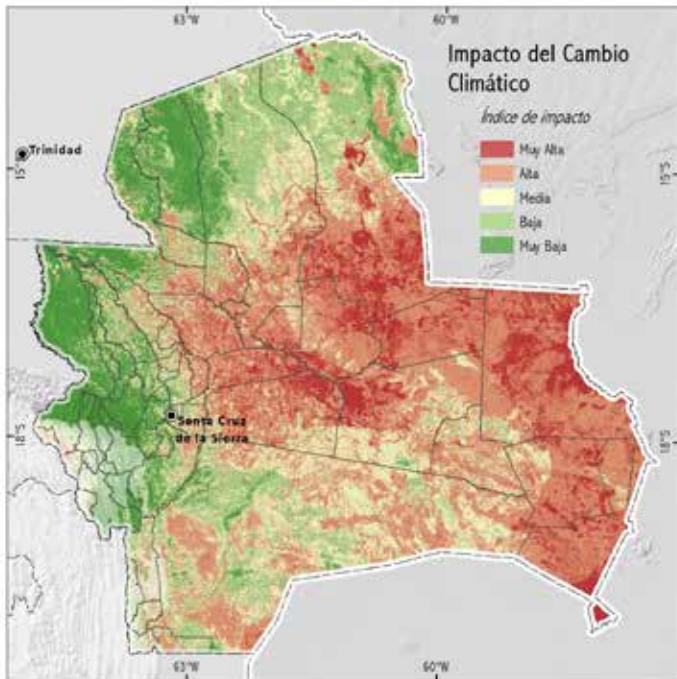 63°W
60°W
Impacto del Cambio
Climático
Índice de impacto
Muy Alta
Alta
Media
Baja
Muy Baja
Trinidad
15°S
15°S
Santa Cruz
de la Sierra
18°S
18°S
63°W
60°W